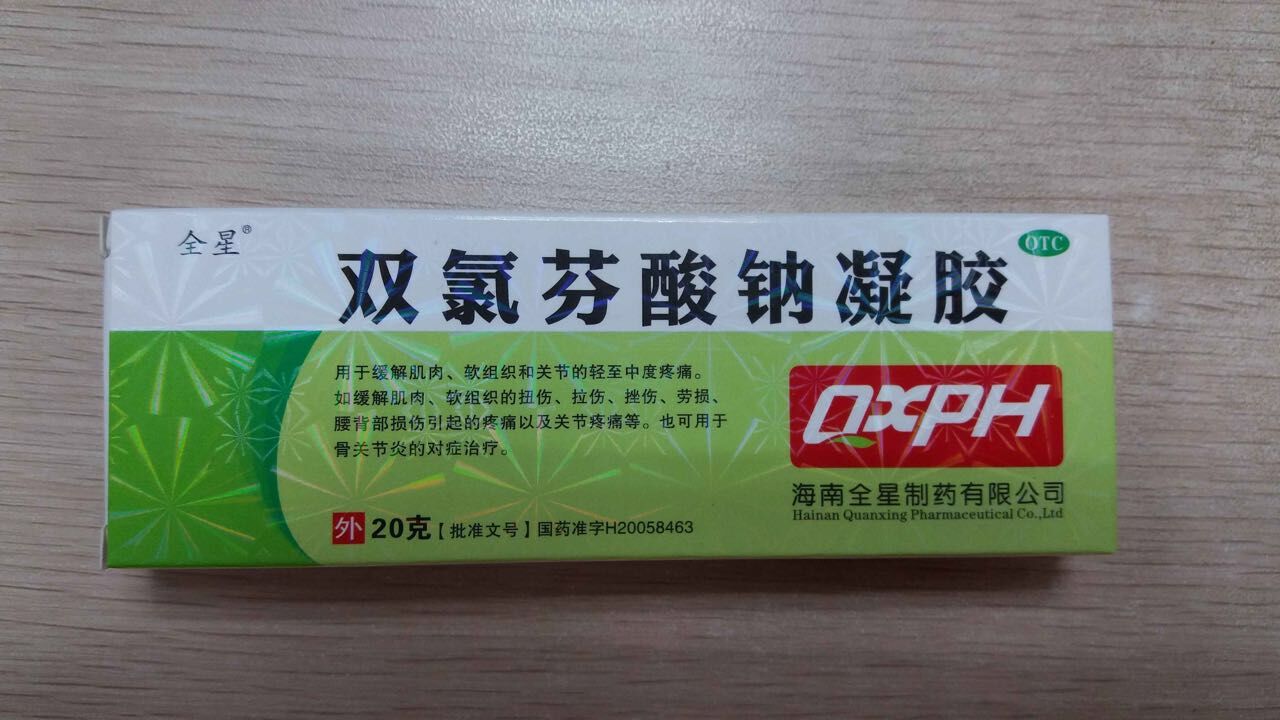 全星®
OTC
双氯芬酸钠凝胶
用于缓解肌肉、软组织和关节的轻至中度疼痛。
如缓解肌肉、软组织的扭伤、拉伤、挫伤、劳损、
腰背部损伤引起的疼痛以及关节疼痛等。也可用于
骨关节炎的对症治疗。
QXPH
海南全星制药有限公司
Hainan Quanxing Pharmaceutical Co.,Ltd
外 20克【批准文号】国药准字H20058463